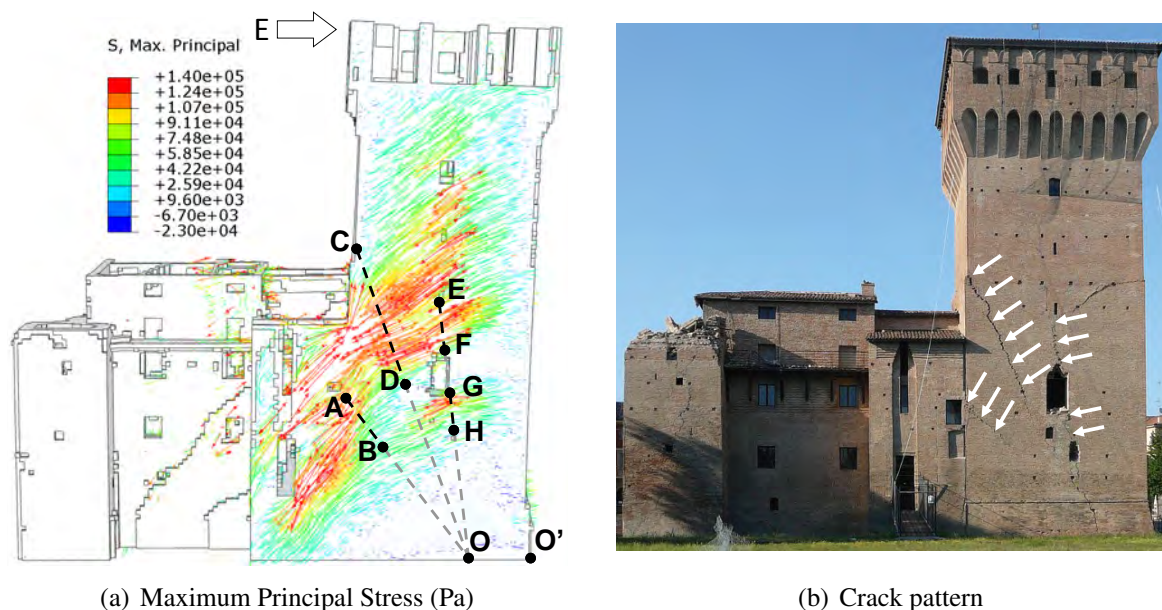 E
S, Max. Principal
+1.40e+05
+1.24e+05
+1.07e+05
+9.11e+04
+7.48e+04
+5.85e+04
+4.22e+04
+2.59e+04
+9.60e+03
-6.70e+03
-2.30e+04
C
E
F
D
G
A
H
B
O
O'
(a) Maximum Principal Stress (Pa)
(b) Crack pattern